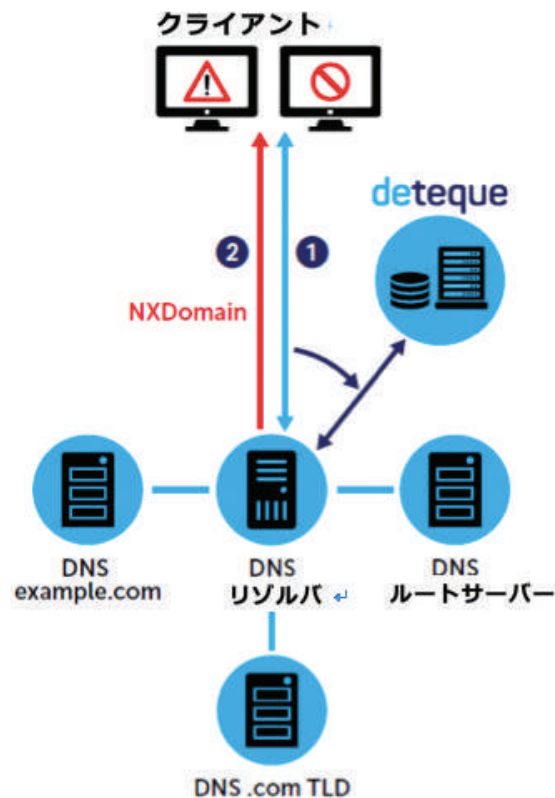 クライアント
deteque
2 1
NXDomain
DNS
example.com
DNS
リゾルバ
DNS
ルートサーバー
DNS .com TLD